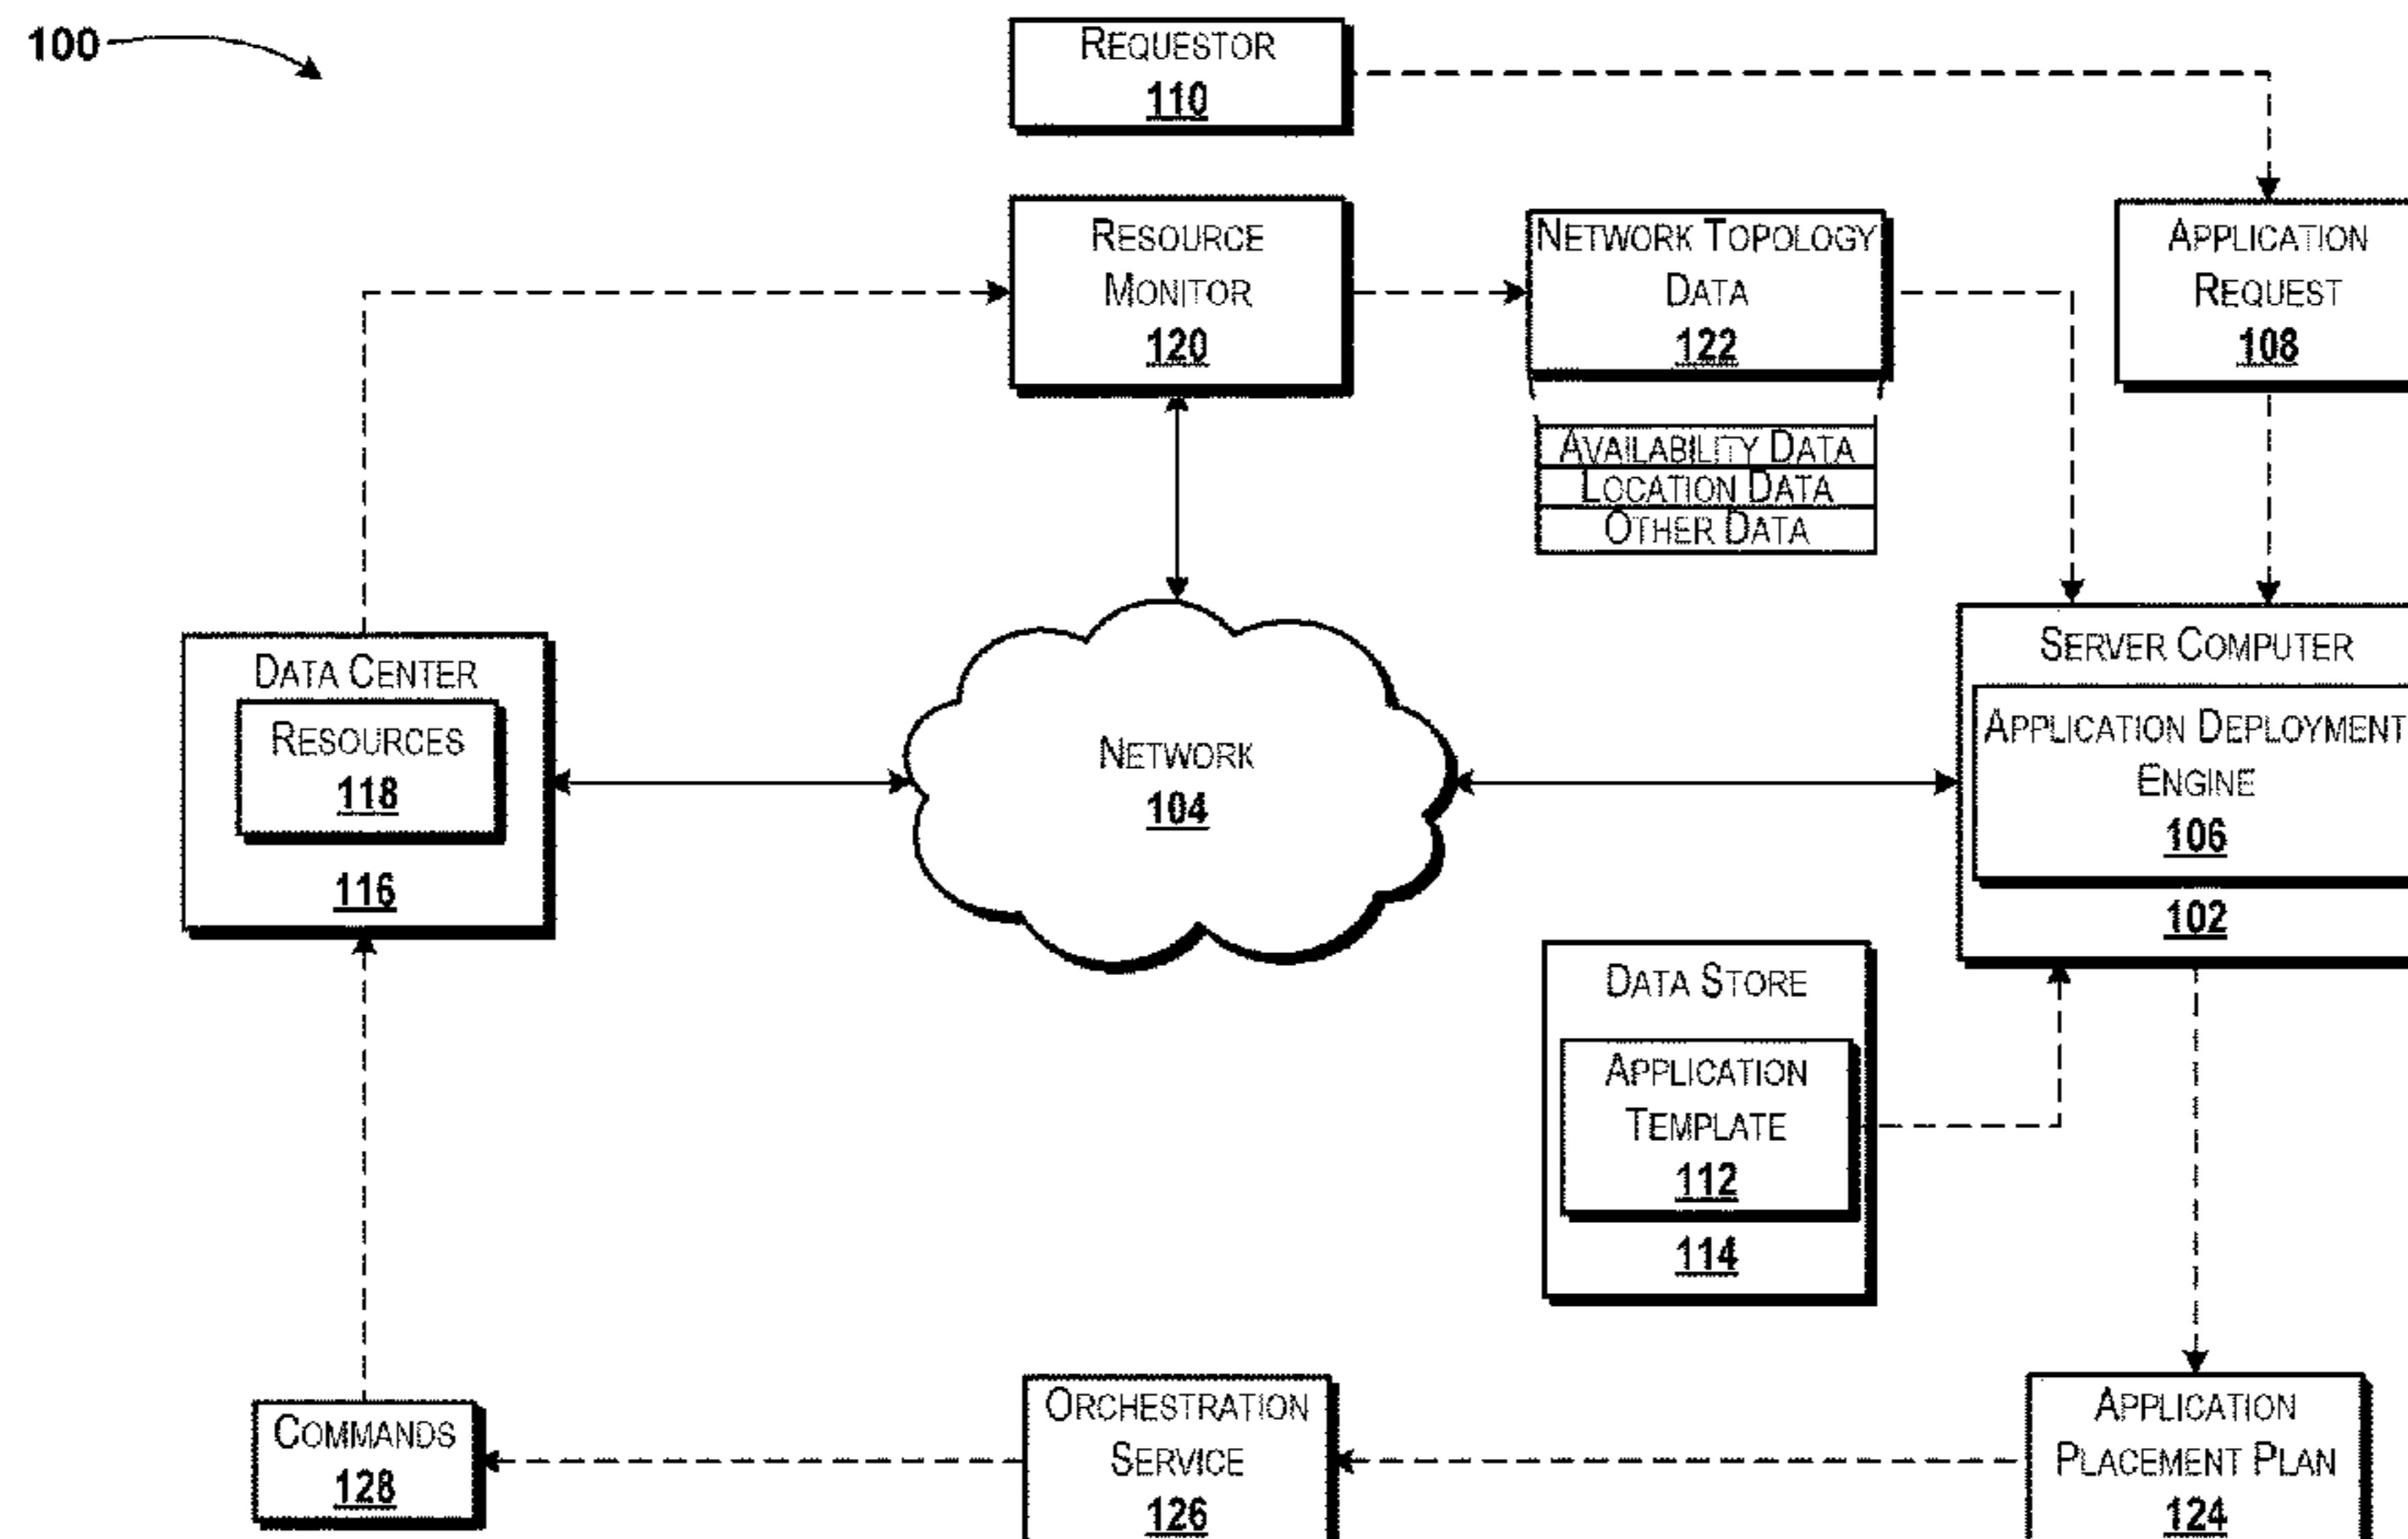 100
REQUESTOR
110
RESOURCE
MONITOR
120
NETWORK TOPOLOGY
DATA
122
APPLICATION
REQUEST
108
AVAILABILITY DATA
LOCATION DATA
OTHER DATA
DATA CENTER
RESOURCES
118
116
NETWORK
104
SERVER COMPUTER
APPLICATION DEPLOYMENT
ENGINE
106
102
DATA STORE
APPLICATION
TEMPLATE
112
114
COMMANDS
128
ORCHESTRATION
SERVICE
126
APPLICATION
PLACEMENT PLAN
124